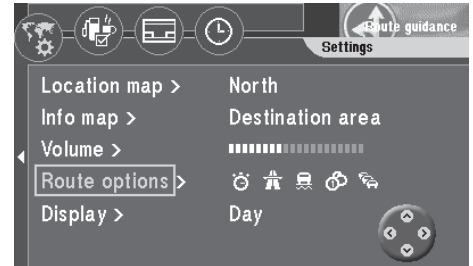 Route guidance
Settings
Location map > North
Info map > Destination area
Volume >
Route options >
Display > Day